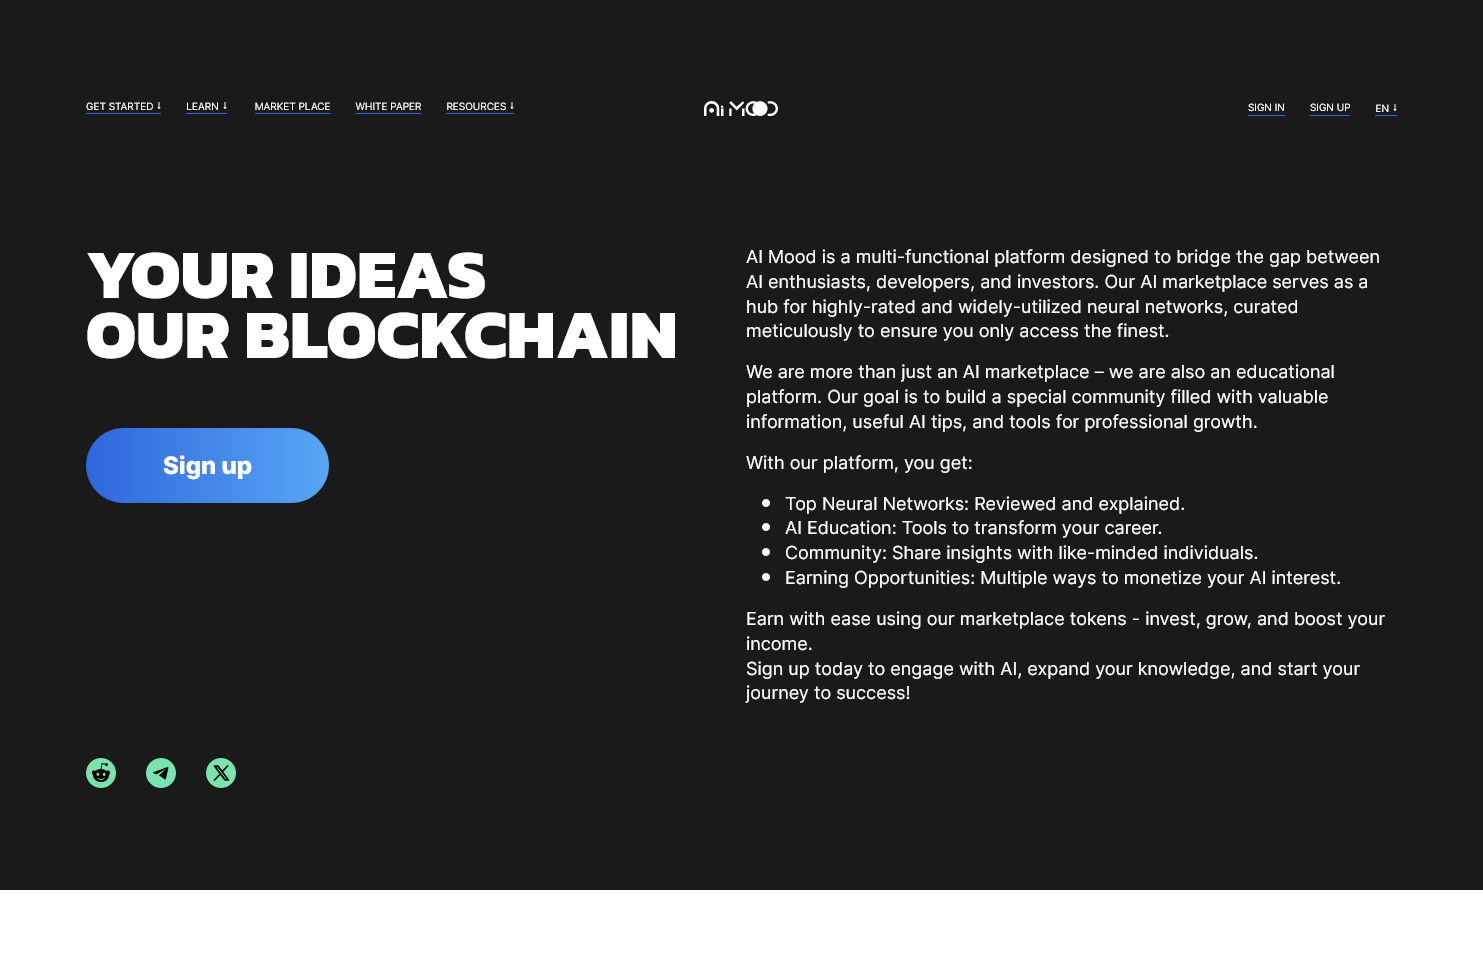 GET STARTED ↓
LEARN ↓
MARKET PLACE
WHITE PAPER
RESOURCES ↓
Ai MOOD
SIGN IN
SIGN UP
EN ↓
YOUR IDEAS
OUR BLOCKCHAIN
Sign up
AI Mood is a multi-functional platform designed to bridge the gap between
AI enthusiasts, developers, and investors. Our AI marketplace serves as a
hub for highly-rated and widely-utilized neural networks, curated
meticulously to ensure you only access the finest.
We are more than just an AI marketplace – we are also an educational
platform. Our goal is to build a special community filled with valuable
information, useful AI tips, and tools for professional growth.
With our platform, you get:
• Top Neural Networks: Reviewed and explained.
• AI Education: Tools to transform your career.
• Community: Share insights with like-minded individuals.
• Earning Opportunities: Multiple ways to monetize your AI interest.
Earn with ease using our marketplace tokens - invest, grow, and boost your
income.
Sign up today to engage with AI, expand your knowledge, and start your
journey to success!